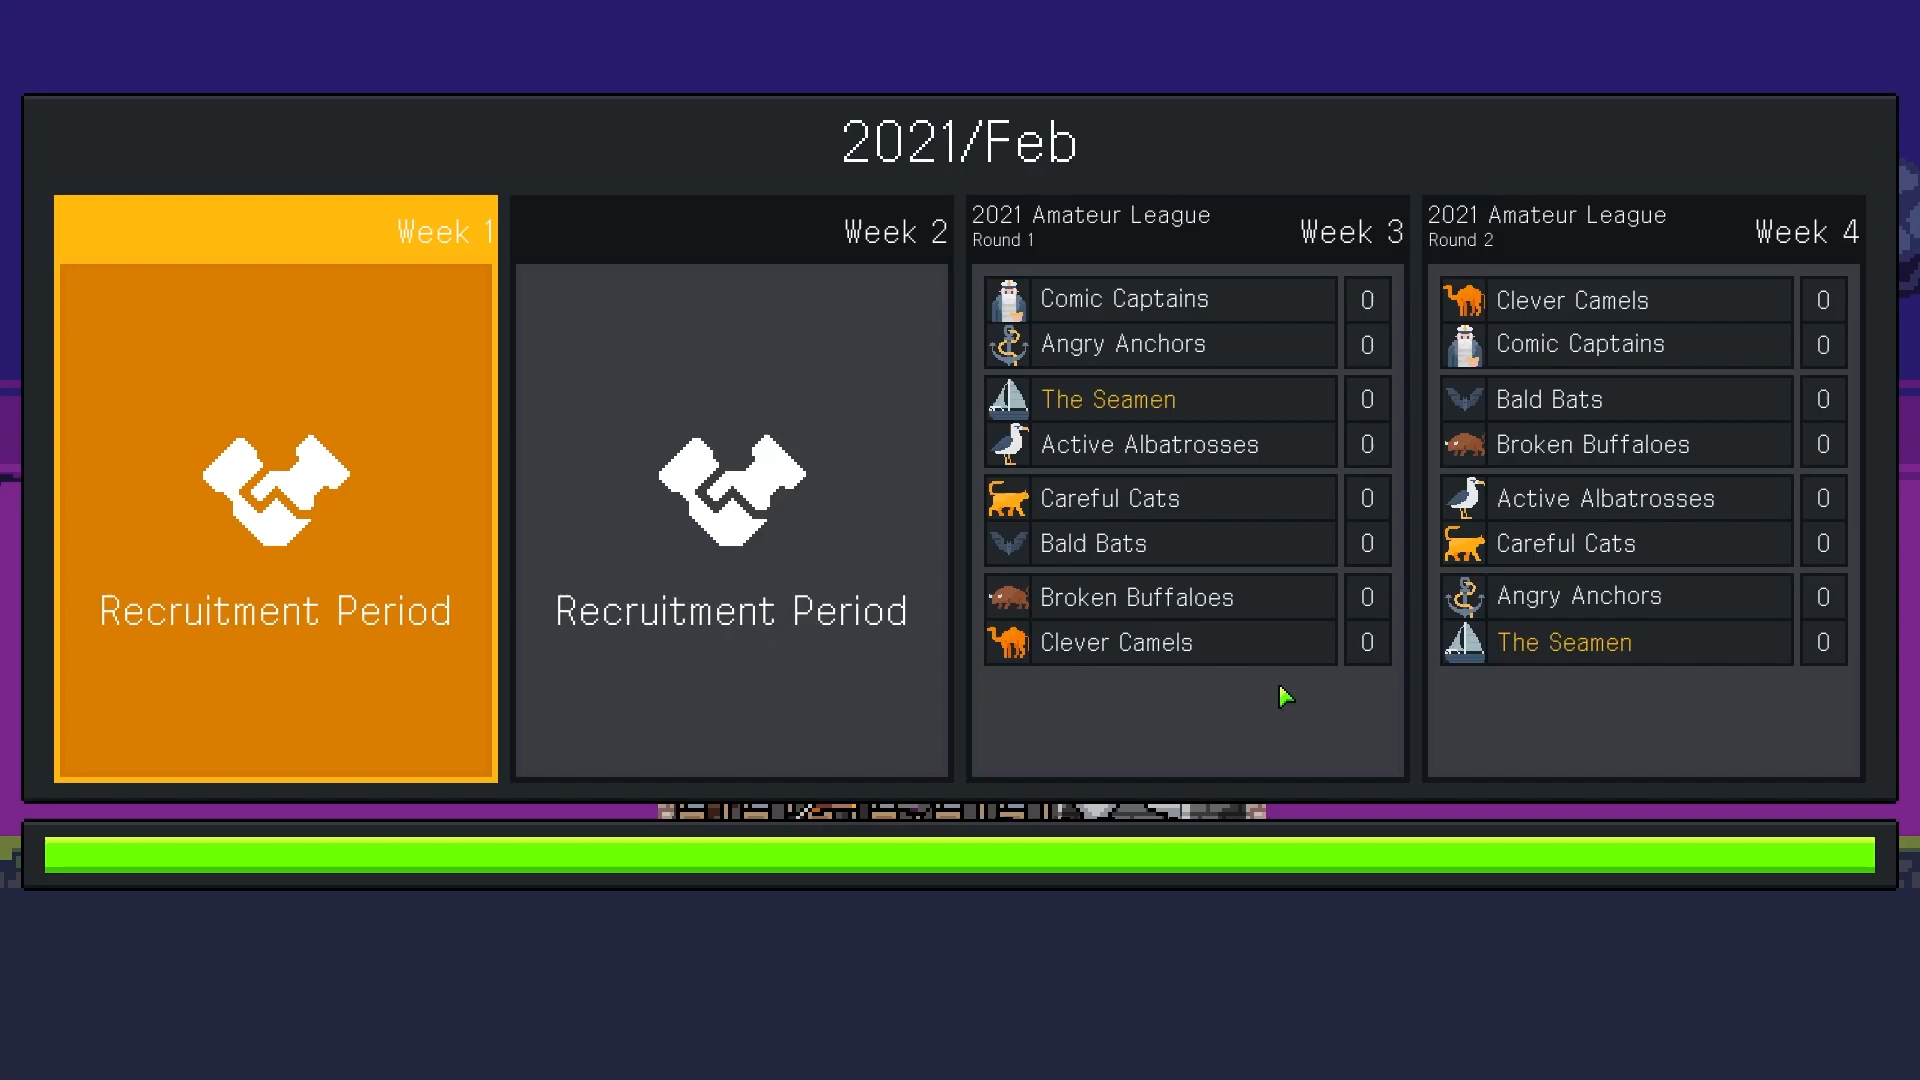 2021/Feb
Week 1
Recruitment Period
Week 2
Recruitment Period
2021 Amateur League
Round 1
Week 3
Comic Captains 0
Angry Anchors 0
The Seamen 0
Active Albatrosses 0
Careful Cats 0
Bald Bats 0
Broken Buffaloes 0
Clever Camels 0
2021 Amateur League
Round 2
Week 4
Clever Camels 0
Comic Captains 0
Bald Bats 0
Broken Buffaloes 0
Active Albatrosses 0
Careful Cats 0
Angry Anchors 0
The Seamen 0